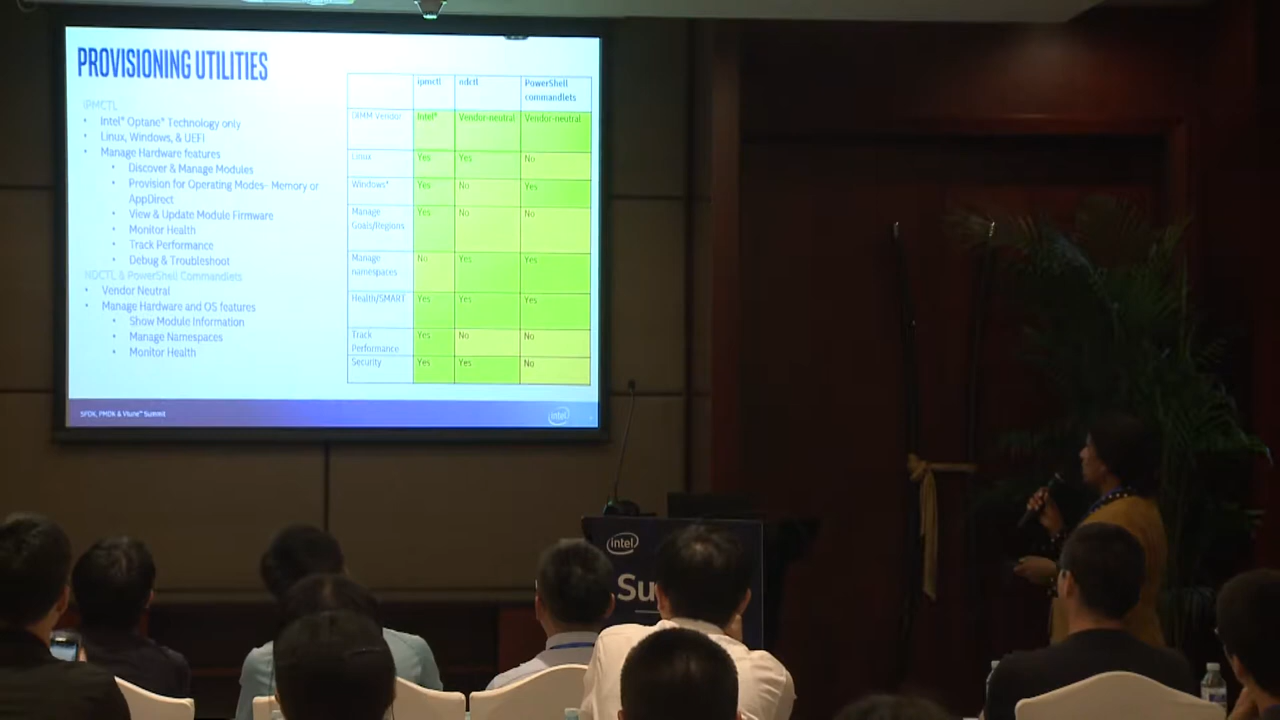 PROVISIONING UTILITIES
IPMCTL
• Intel® Optane® Technology only
• Linux, Windows, & UEFI
• Manage Hardware features
• Discover & Manage Modules
• Provision for Operating Modes- Memory or
AppDirect
• View & Update Module Firmware
• Monitor Health
• Track Performance
• Debug & Troubleshoot
NDCTL & PowerShell Commandlets
• Vendor Neutral
• Manage Hardware and OS features
• Show Module Information
• Manage Namespaces
• Monitor Health
ipmctl ndctl PowerShell
commandlets
DIMM Vendor Intel® Vendor-neutral Vendor-neutral
Linux Yes Yes No
Windows* Yes No Yes
Manage
Goals/Regions Yes No No
Manage
namespaces No Yes Yes
Health/SMART Yes Yes Yes
Track
Performance Yes No No
Security Yes Yes No
SPDK, PMDK & Vtune™ Summit
intel
intel
Su